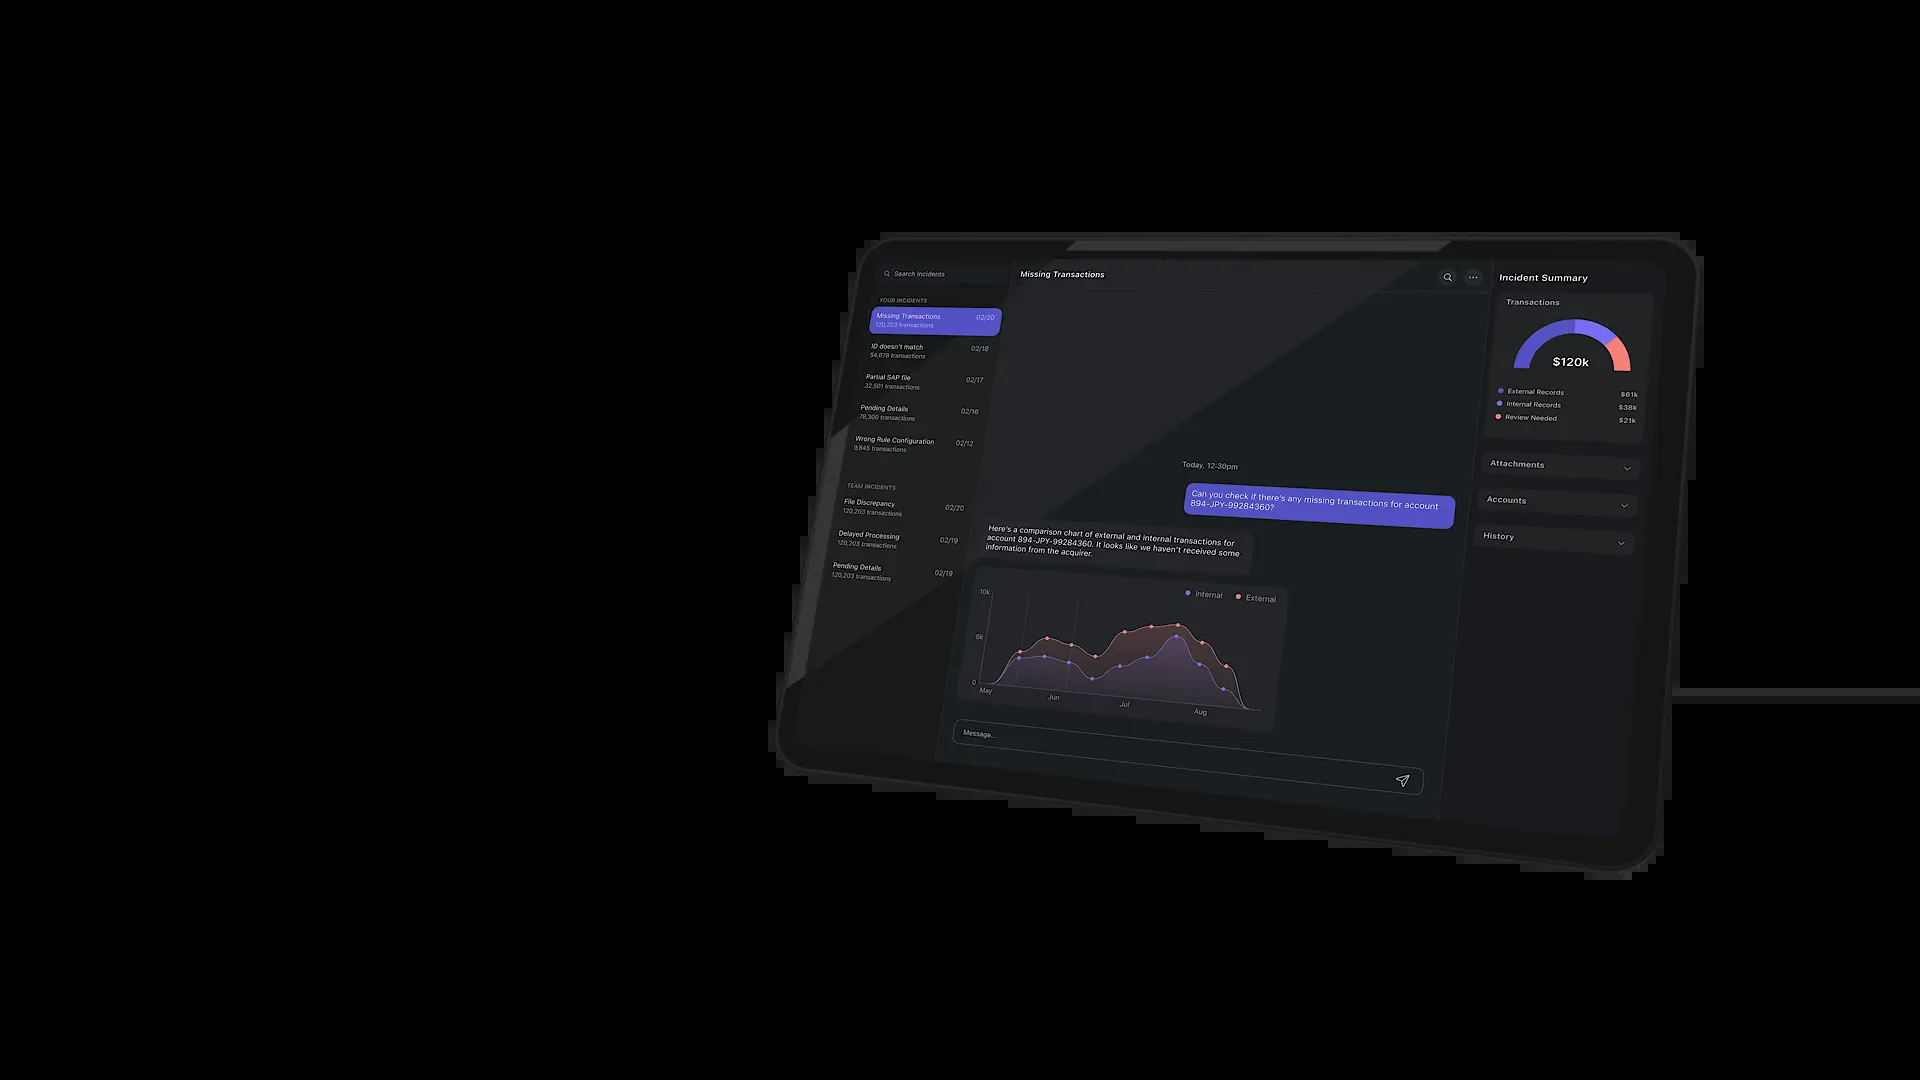 Search Incidents
YOUR INCIDENTS
Missing Transactions 02/20
120,203 transactions
ID doesn't match 02/18
54,678 transactions
Partial SAP file 02/17
32,501 transactions
Pending Details 02/16
78,300 transactions
Wrong Rule Configuration 02/12
9,845 transactions
TEAM INCIDENTS
File Discrepancy 02/20
120,203 transactions
Delayed Processing 02/19
120,203 transactions
Pending Details 02/19
120,203 transactions
Missing Transactions
Today, 12:30pm
Can you check if there's any missing transactions for account
894-JPY-99284360?
Here's a comparison chart of external and internal transactions for
account 894-JPY-99284360. It looks like we haven't received some
information from the acquirer.
Internal External
10k
5k
0
May Jun Jul Aug
Message...
Incident Summary
Transactions
$120k
External Records $61k
Internal Records $38k
Review Needed $21k
Attachments
Accounts
History